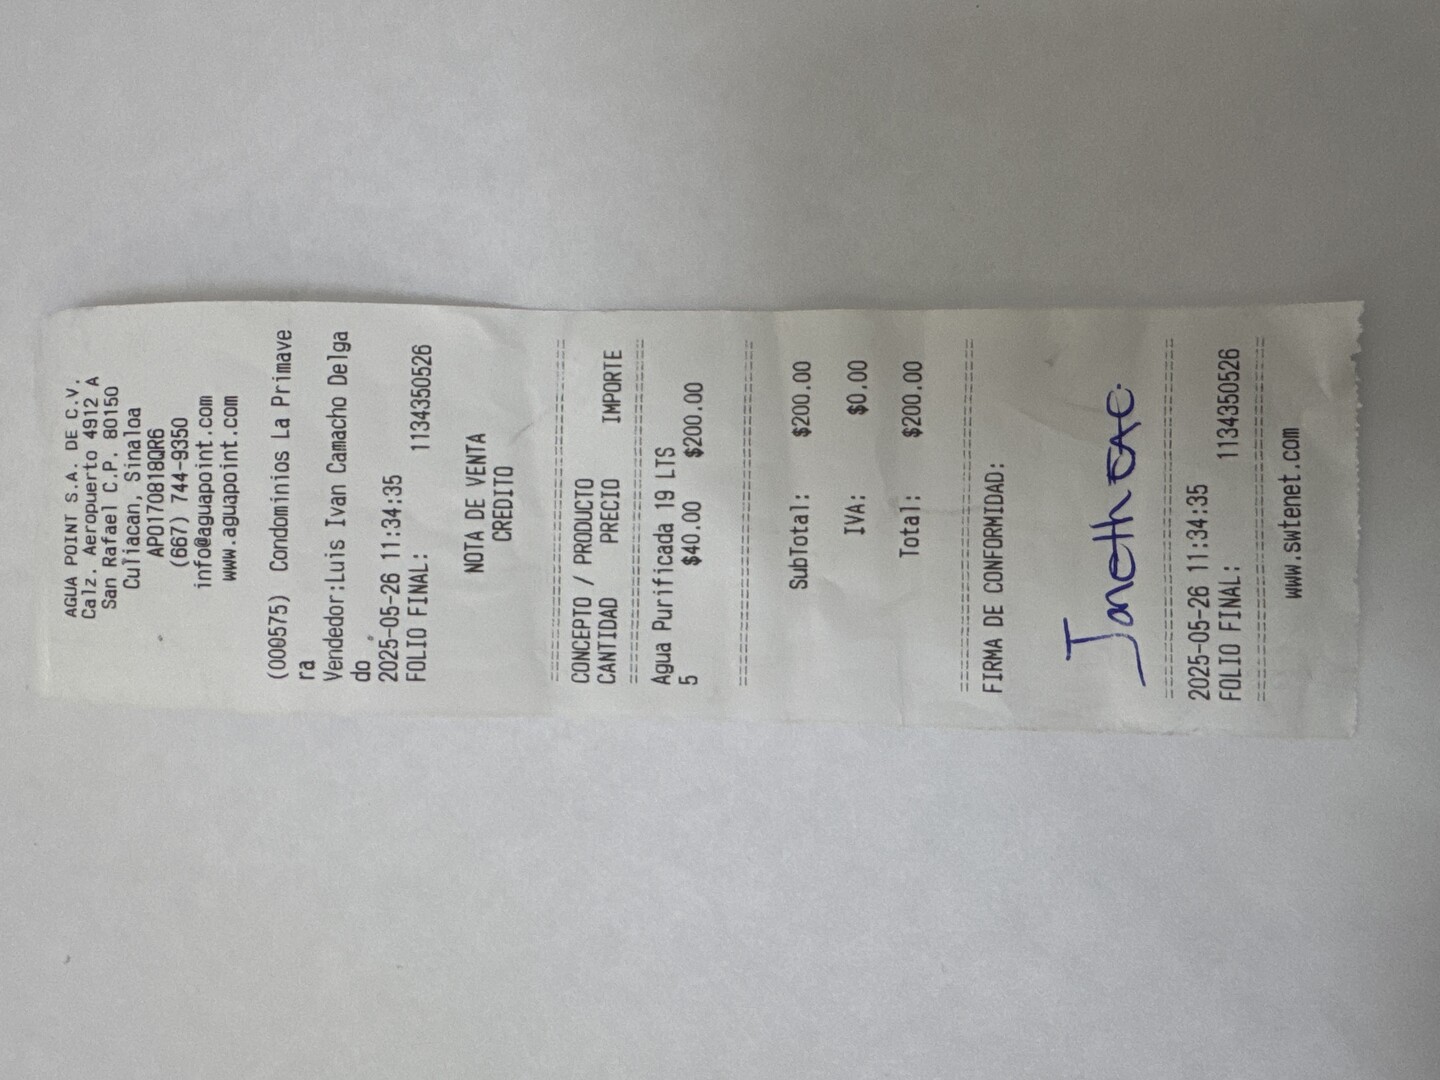 AGUA POINT S.A. DE C.V.
Calz. Aeropuerto 4912 A
San Rafael C.P. 80150
Culiacan, Sinaloa
APO170818QR6
(667) 744-9350
info@aguapoint.com
www.aguapoint.com
(000575) Condominios La Primave
ra
Vendedor:Luis Ivan Camacho Delga
do
2025-05-26 11:34:35
FOLIO FINAL: 1134350526
NOTA DE VENTA
CREDITO
CONCEPTO / PRODUCTO
CANTIDAD PRECIO IMPORTE
Agua Purificada 19 LTS
5 $40.00 $200.00
SubTotal: $200.00
IVA: $0.00
Total: $200.00
FIRMA DE CONFORMIDAD:
2025-05-26 11:34:35
FOLIO FINAL: 1134350526
www.swtenet.com